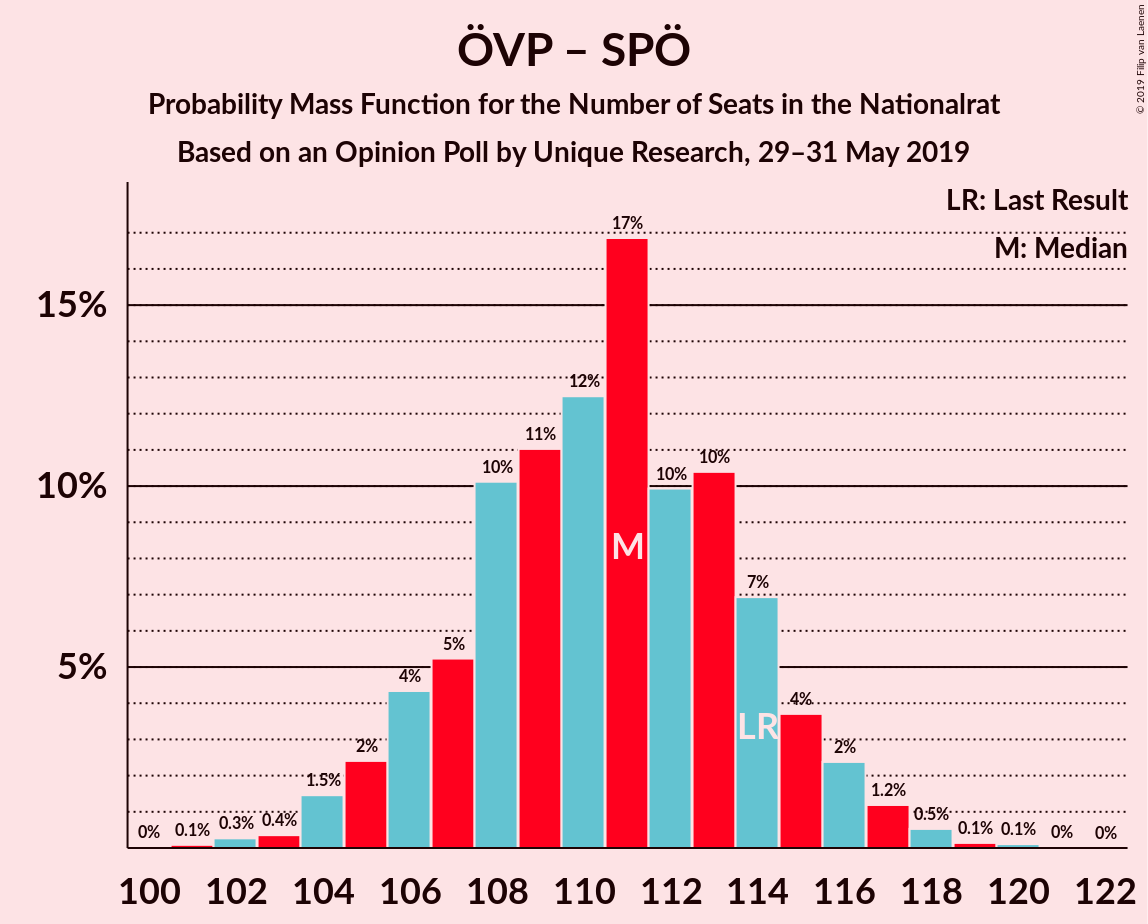 ÖVP – SPÖ
Probability Mass Function for the Number of Seats in the Nationalrat
Based on an Opinion Poll by Unique Research, 29–31 May 2019
© 2019 Filip van Laenen
LR: Last Result
M: Median
15%
10%
5%
0%
0.1%
0.3%
0.4%
1.5%
2%
4%
5%
10%
11%
12%
17%
10%
10%
7%
4%
2%
1.2%
0.5%
0.1%
0.1%
0%
0%
M
LR
100 102 104 106 108 110 112 114 116 118 120 122